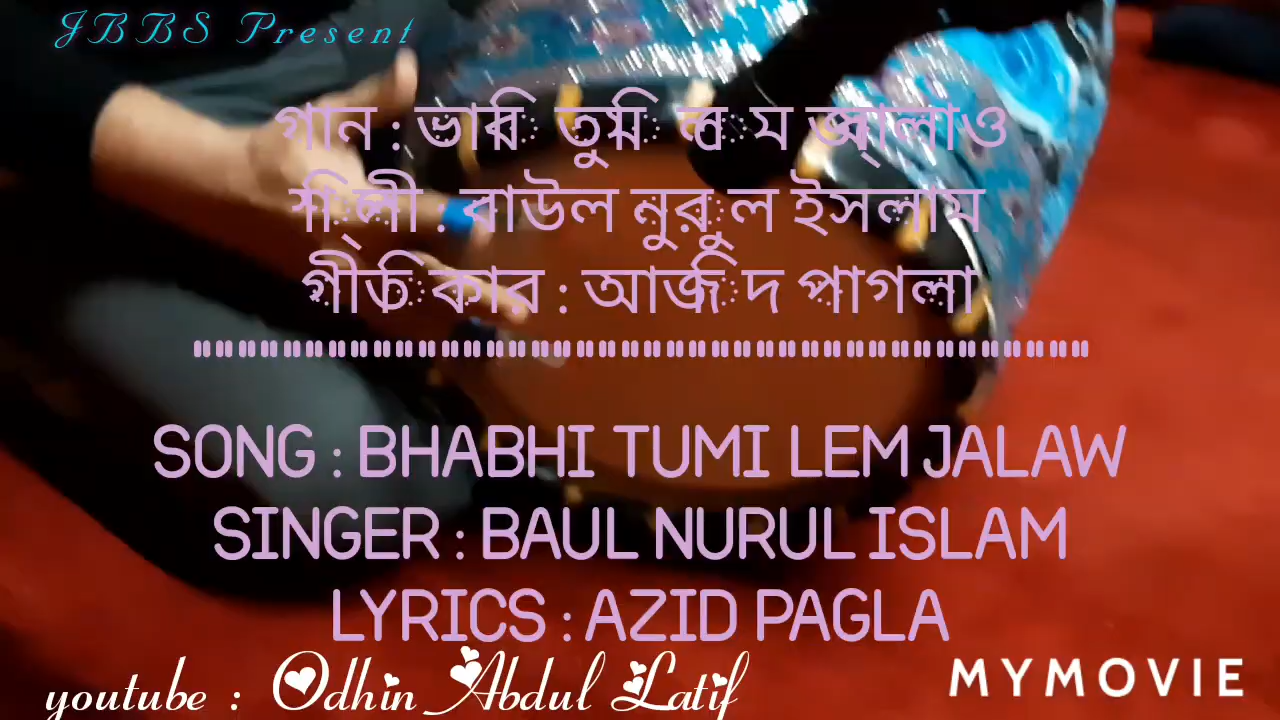 JBBS Present
গান : ভাবি তুমি লেম জ্বালাও
শিল্পী : বাউল নুরুল ইসলাম
গীতিকার : আজিদ পাগলা
""""""""""""""""""""""""""""""""""""""""
SONG : BHABHI TUMI LEM JALAW
SINGER : BAUL NURUL ISLAM
LYRICS : AZID PAGLA
youtube : Odhin Abdul Latif
MYMOVIE